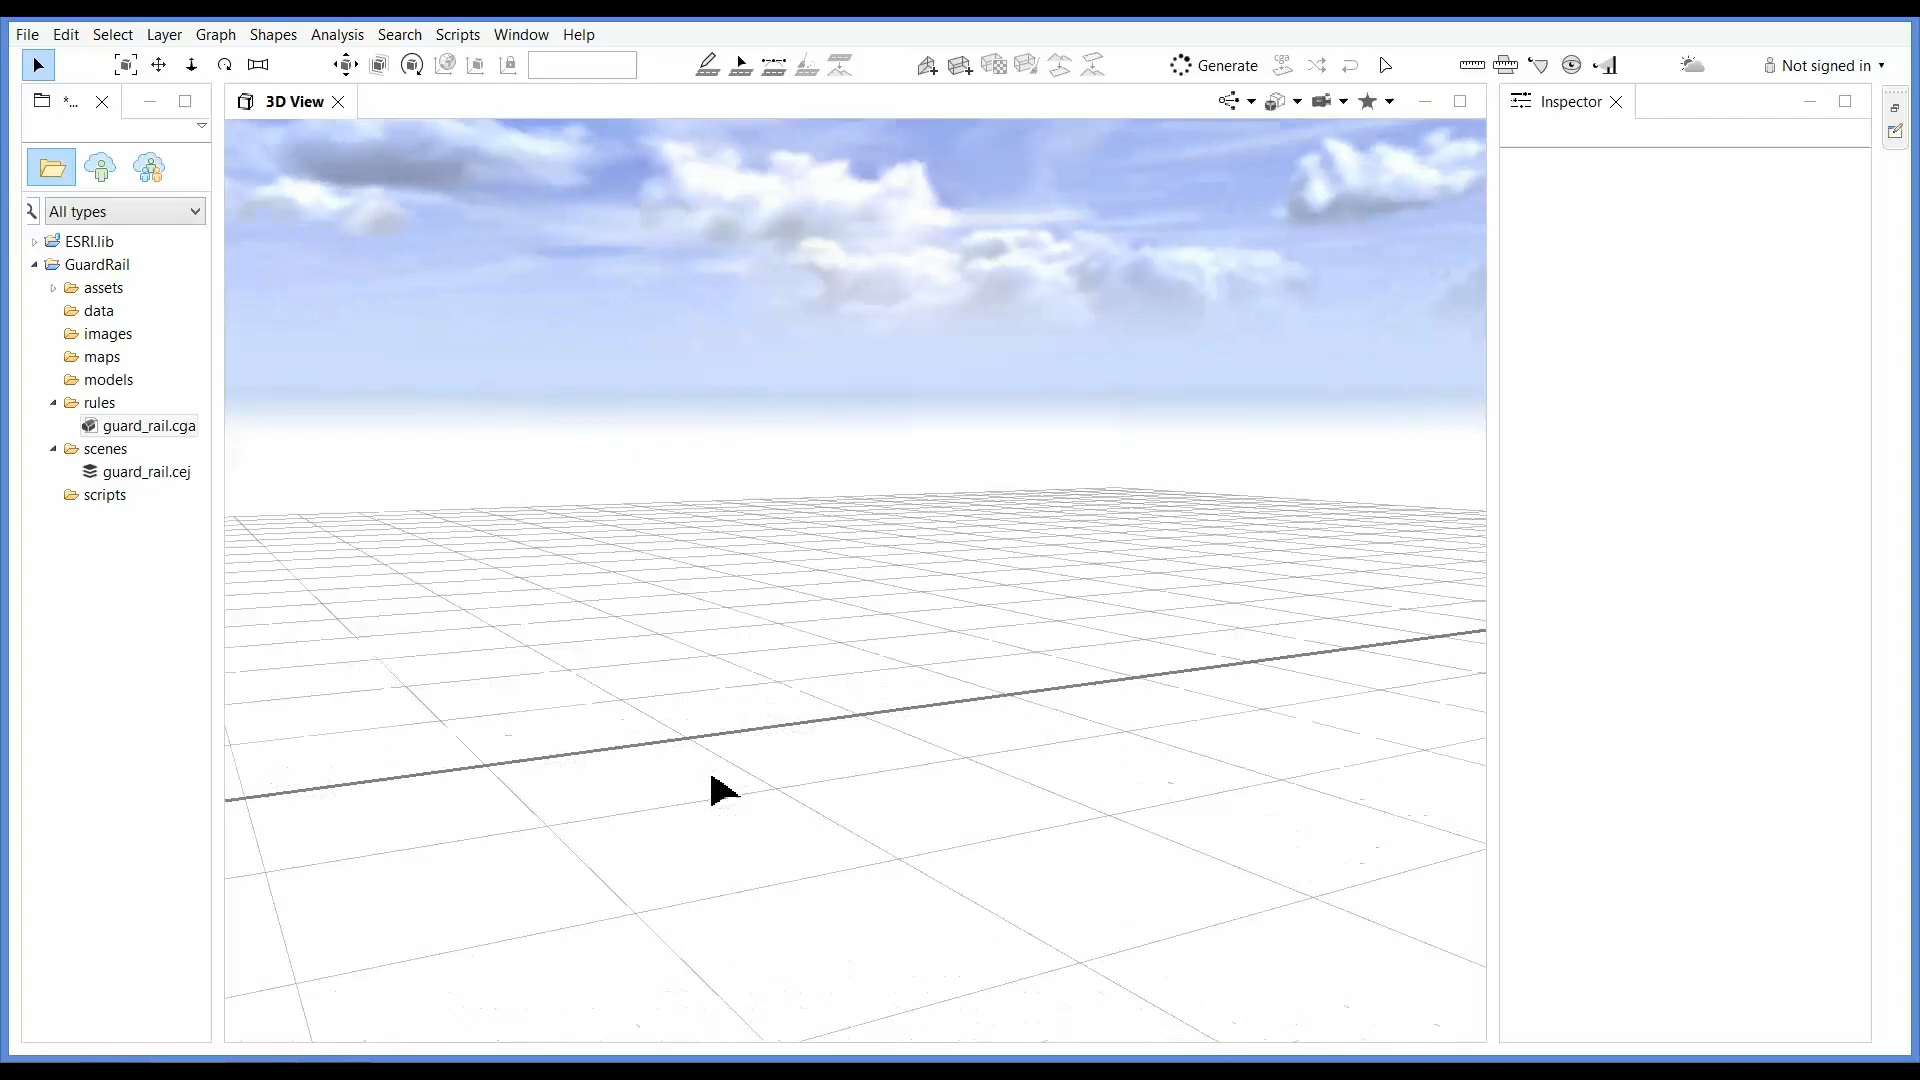 File Edit Select Layer Graph Shapes Analysis Search Scripts Window Help
Generate cga Not signed in
*... 3D View Inspector
All types
ESRI.lib
GuardRail
assets
data
images
maps
models
rules
guard_rail.cga
scenes
guard_rail.cej
scripts